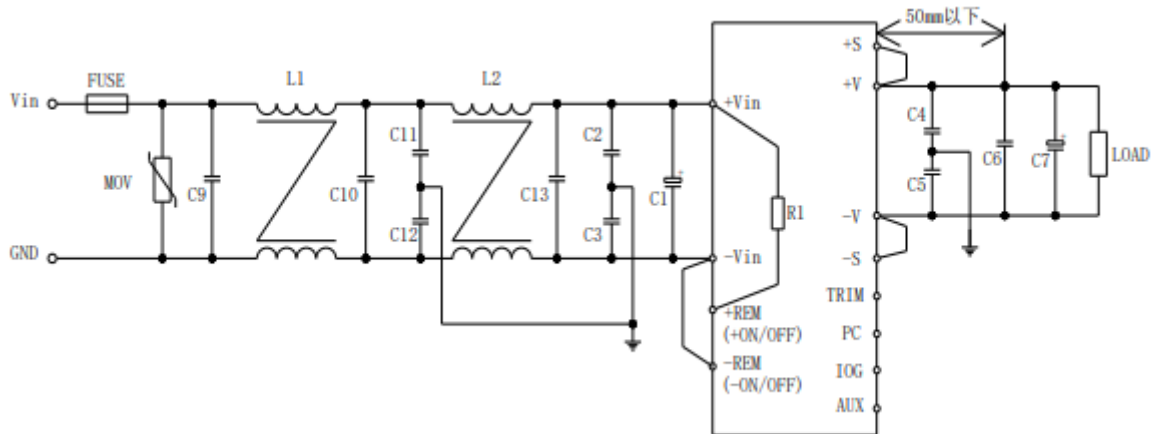 50mm以下
+S
FUSE
L1
L2
+V
Vin
+Vin
C4
C11
C2
C6
C7
LOAD
MOV
C9
C10
C13
C1
+
+
C5
R1
C12
C3
-V
GND
-Vin
-S
TRIM
+REM
(+ON/OFF)
PC
-REM
(-ON/OFF)
IOG
AUX